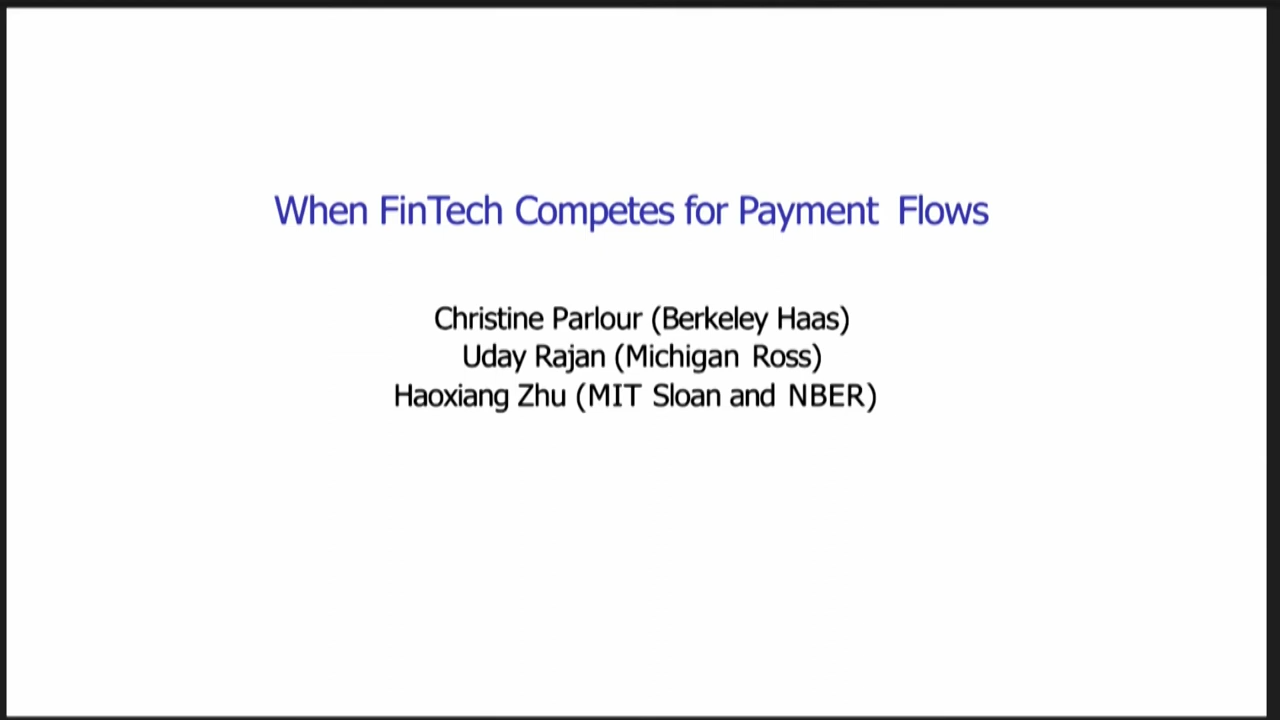 When FinTech Competes for Payment Flows
Christine Parlour (Berkeley Haas)
Uday Rajan (Michigan Ross)
Haoxiang Zhu (MIT Sloan and NBER)